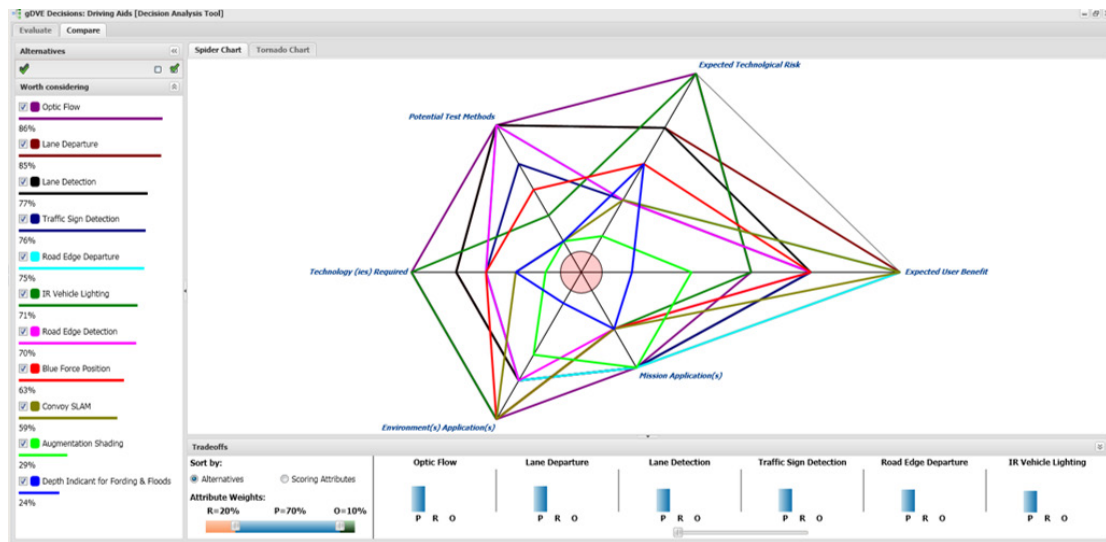 gDVE Decisions: Driving Aids [Decision Analysis Tool]
Evaluate Compare
Alternatives
Worth considering
Optic Flow
86%
Lane Departure
85%
Lane Detection
77%
Traffic Sign Detection
76%
Road Edge Departure
75%
IR Vehicle Lighting
71%
Road Edge Detection
70%
Blue Force Position
63%
Convoy SLAM
59%
Augmentation Shading
29%
Depth Indicant for Fording & Floods
24%
Spider Chart Tornado Chart
Expected Technolgical Risk
Potential Test Methods
Technology (ies) Required
Expected User Benefit
Mission Application(s)
Environment(s) Application(s)
Tradeoffs
Sort by:
Alternatives Scoring Attributes
Attribute Weights:
R=20% P=70% O=10%
Optic Flow Lane Departure Lane Detection Traffic Sign Detection Road Edge Departure IR Vehicle Lighting
P R O P R O P R O P R O P R O P R O